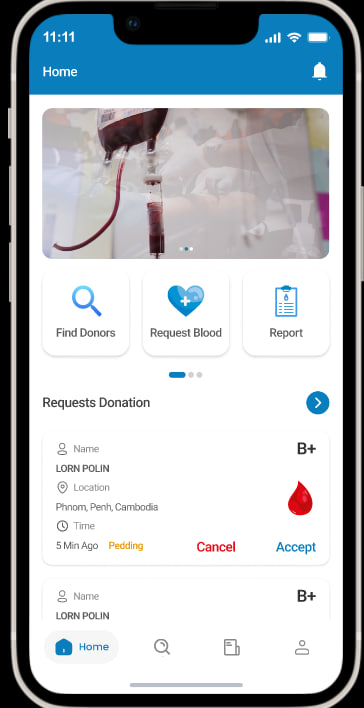 11:11
Home
Find Donors
Request Blood
Report
Requests Donation
Name
B+
LORN POLIN
Location
Phnom, Penh, Cambodia
Time
5 Min Ago Pedding Cancel Accept
Name
B+
LORN POLIN
Home